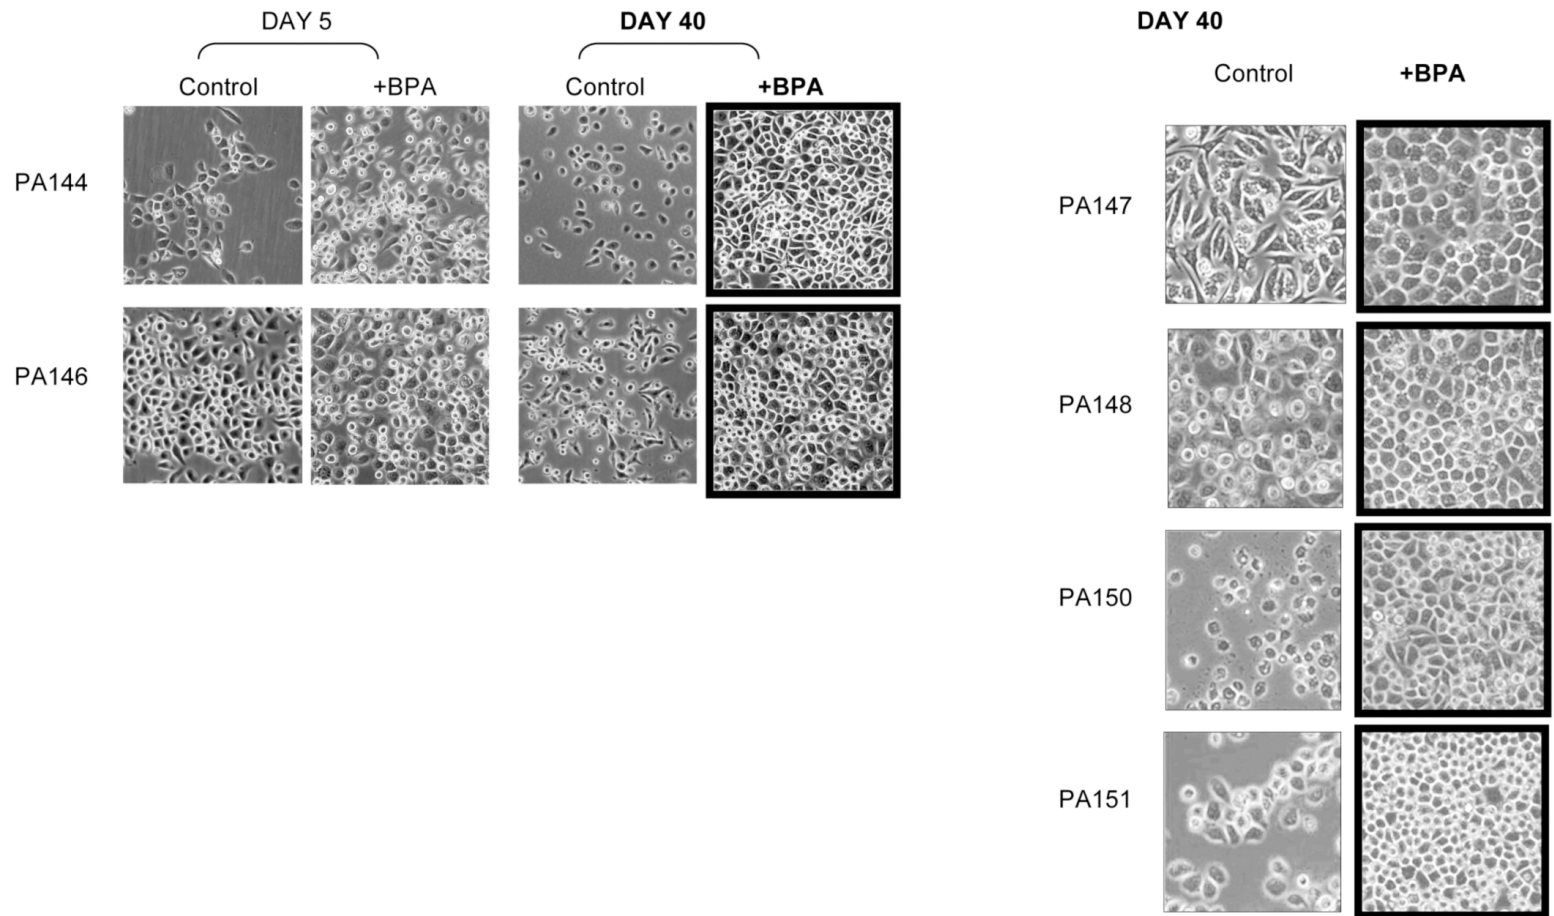 DAY 5
DAY 40
DAY 40
Control
+BPA
Control
+BPA
Control
+BPA
PA144
PA146
PA147
PA148
PA150
PA151